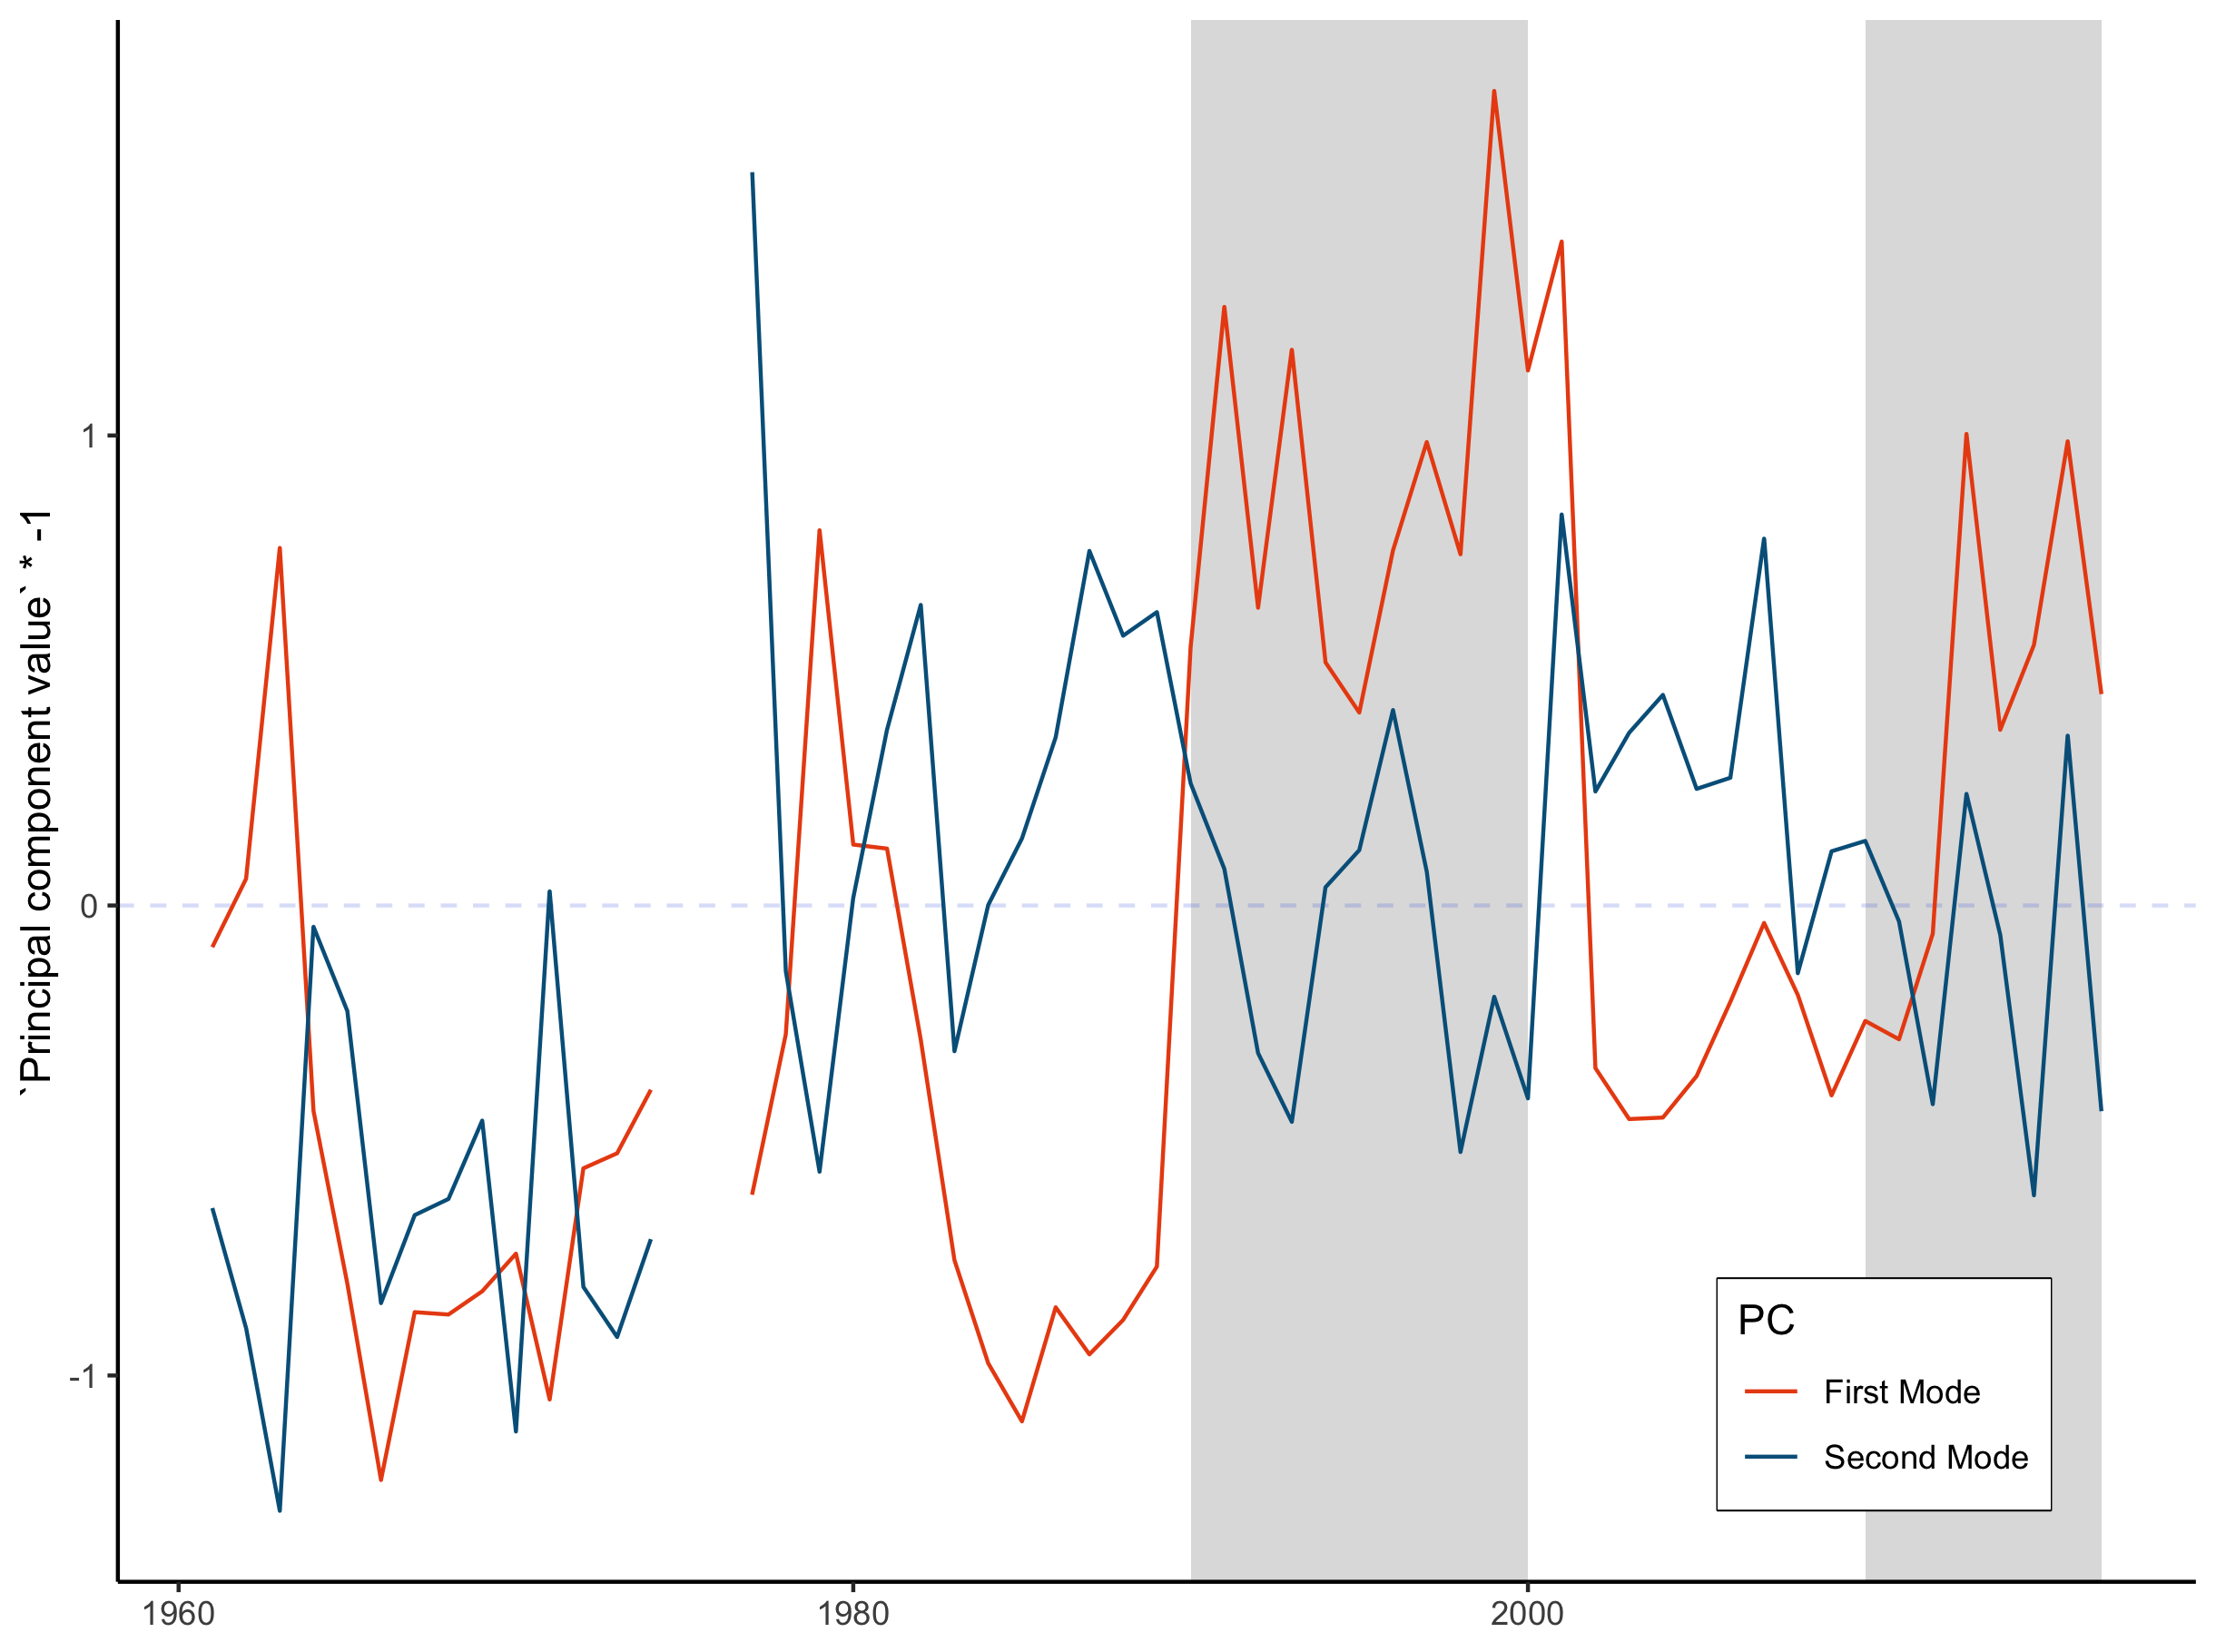 `Principal component value` * -1
1
0
-1
1960
1980
2000
PC
First Mode
Second Mode